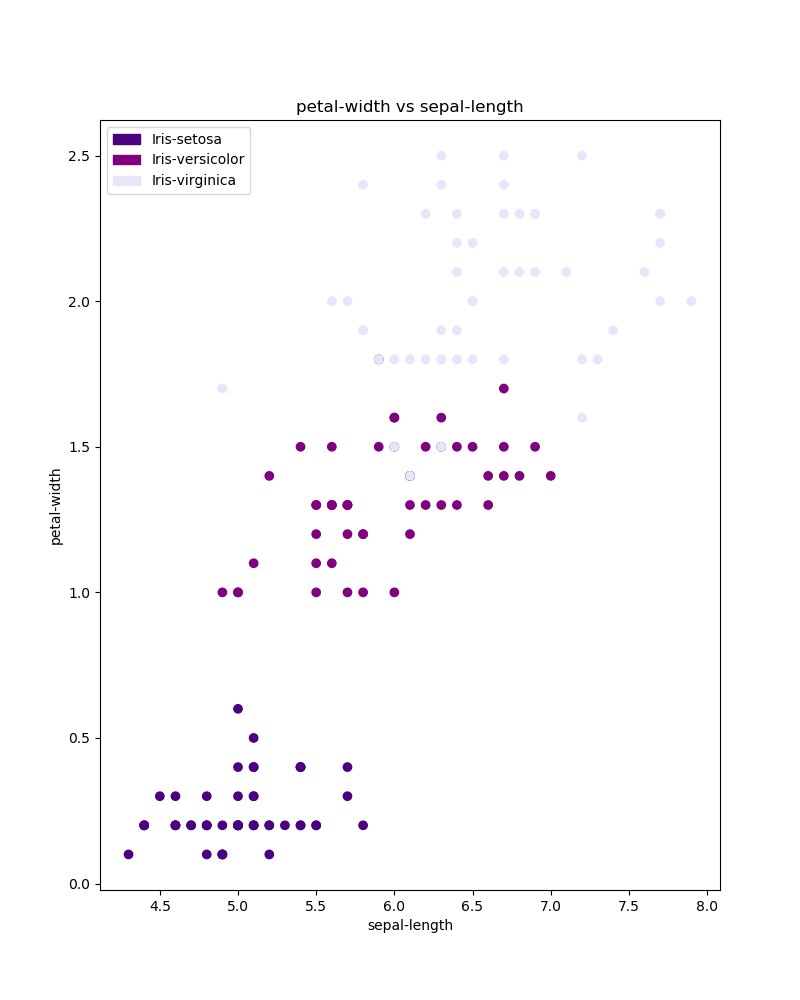 petal-width vs sepal-length
Iris-setosa
Iris-versicolor
Iris-virginica
2.5
2.0
1.5
1.0
0.5
0.0
petal-width
4.5 5.0 5.5 6.0 6.5 7.0 7.5 8.0
sepal-length